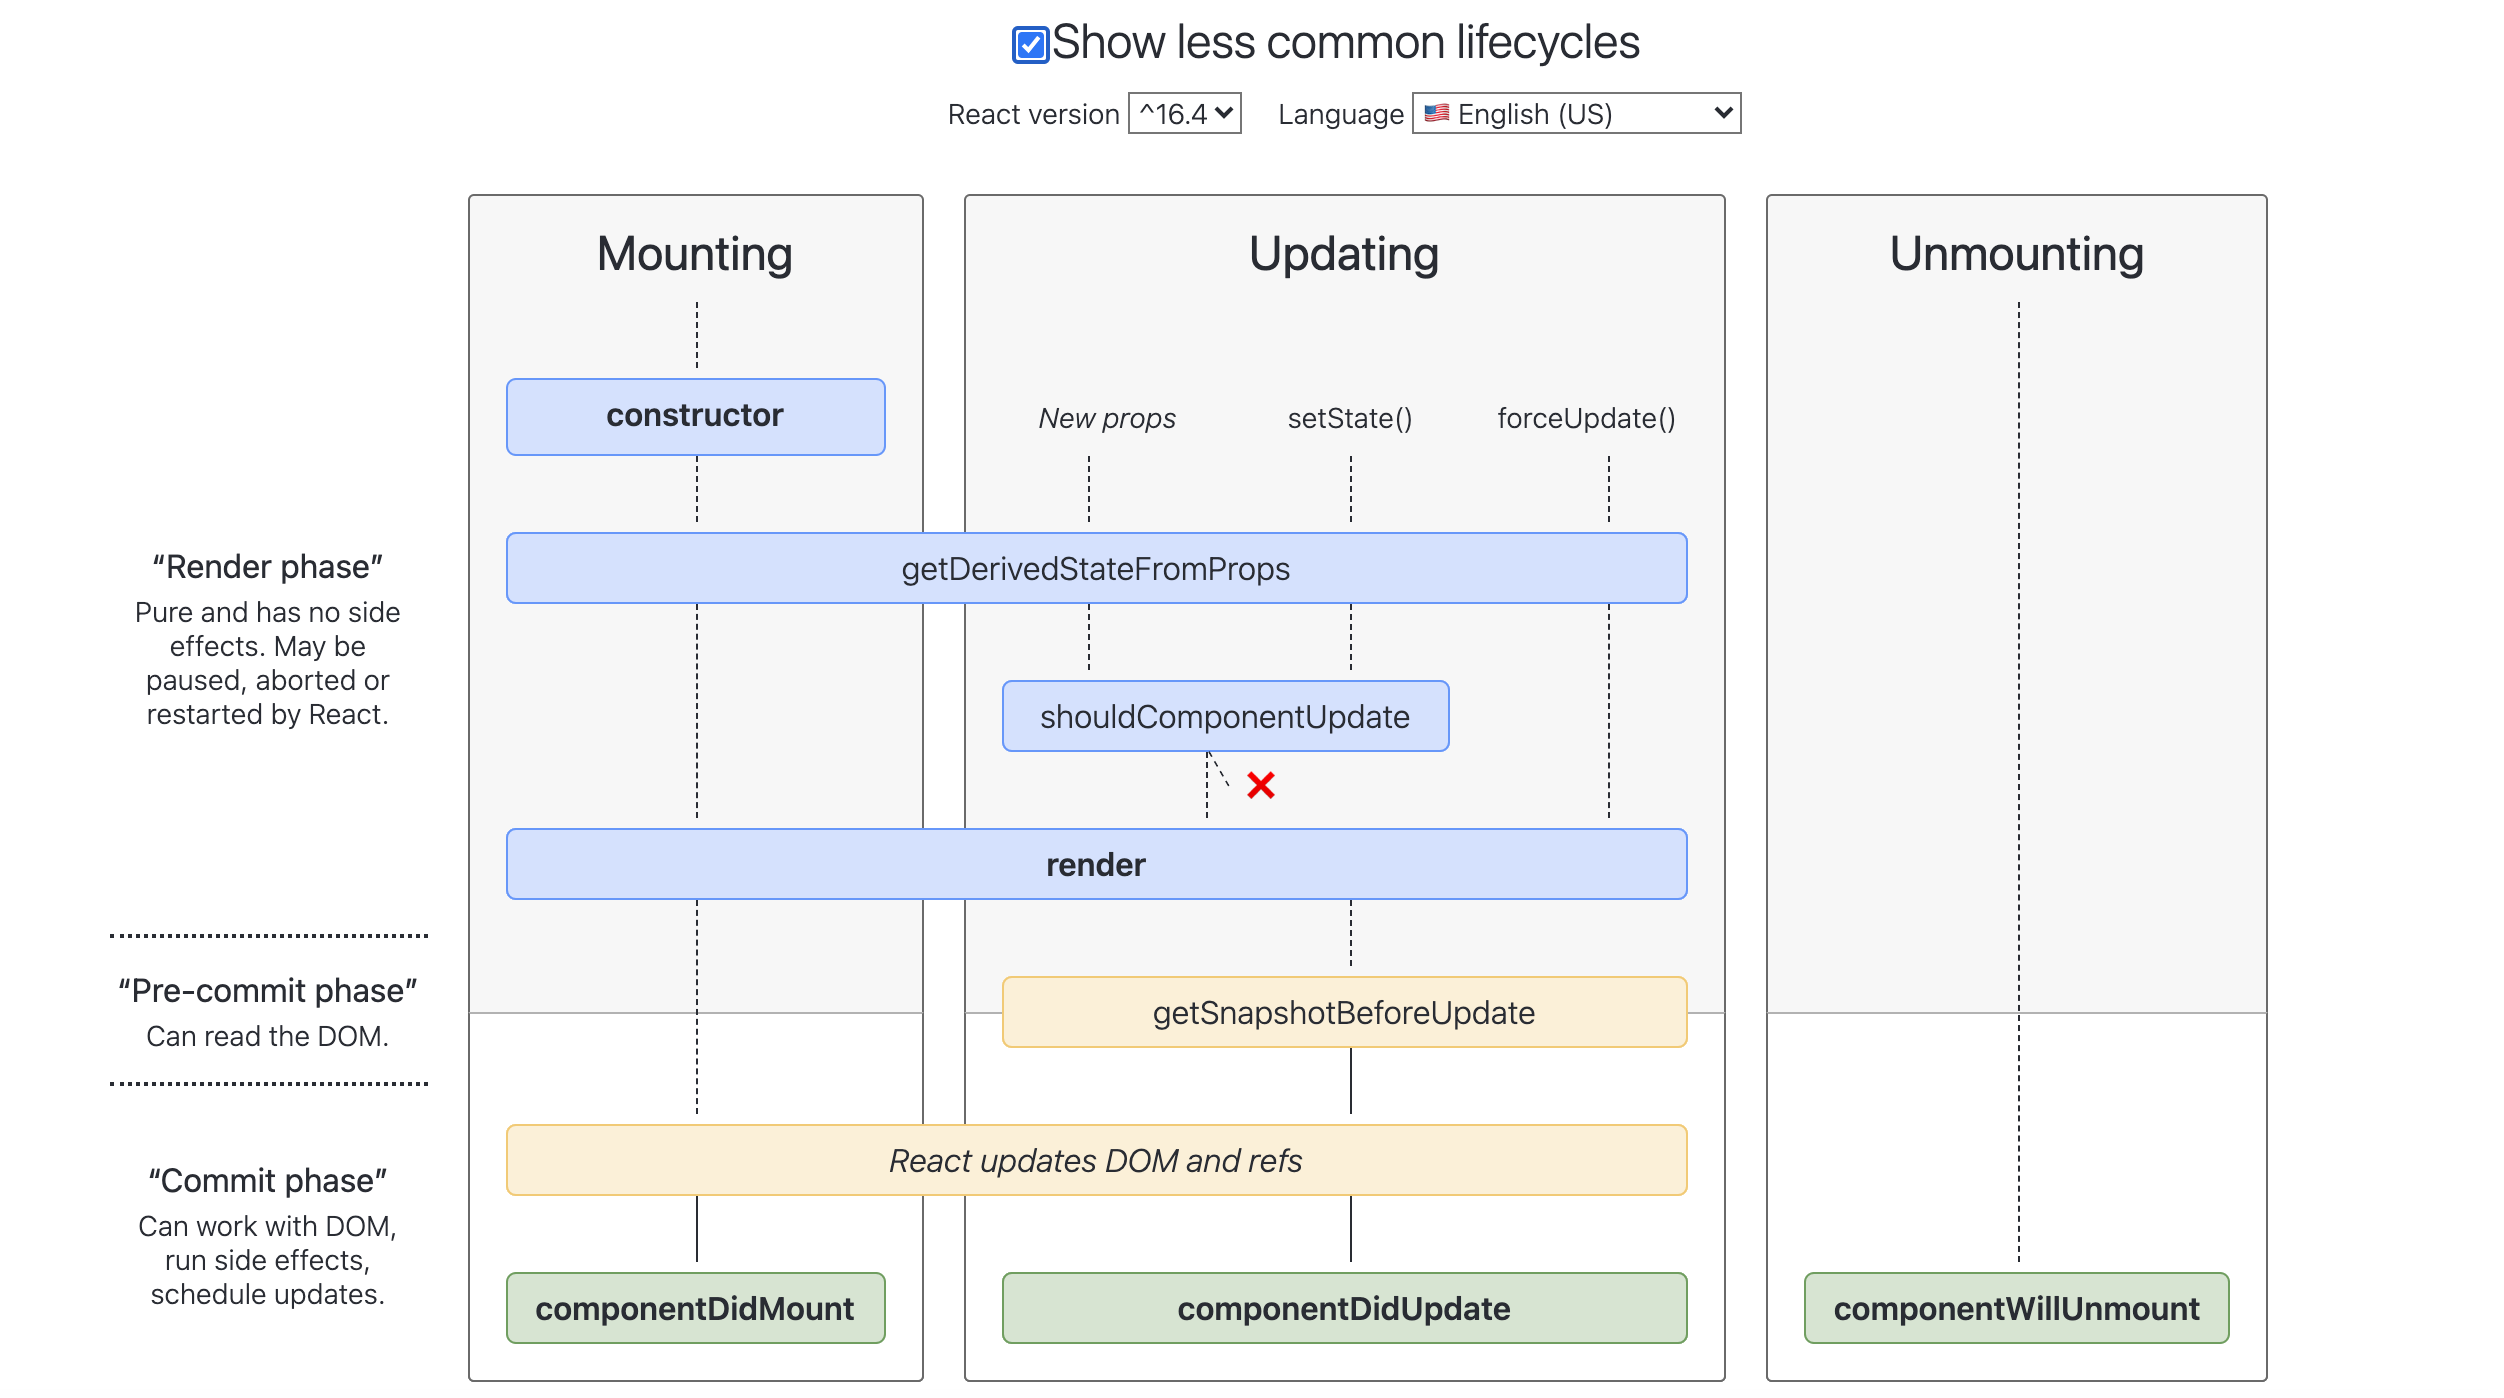 Show less common lifecycles
React version ^16.4 Language 🇺🇸 English (US)
Mounting
Updating
Unmounting
constructor
New props
setState()
forceUpdate()
“Render phase”
Pure and has no side
effects. May be
paused, aborted or
restarted by React.
getDerivedStateFromProps
shouldComponentUpdate
render
“Pre-commit phase”
Can read the DOM.
getSnapshotBeforeUpdate
“Commit phase”
Can work with DOM,
run side effects,
schedule updates.
React updates DOM and refs
componentDidMount
componentDidUpdate
componentWillUnmount